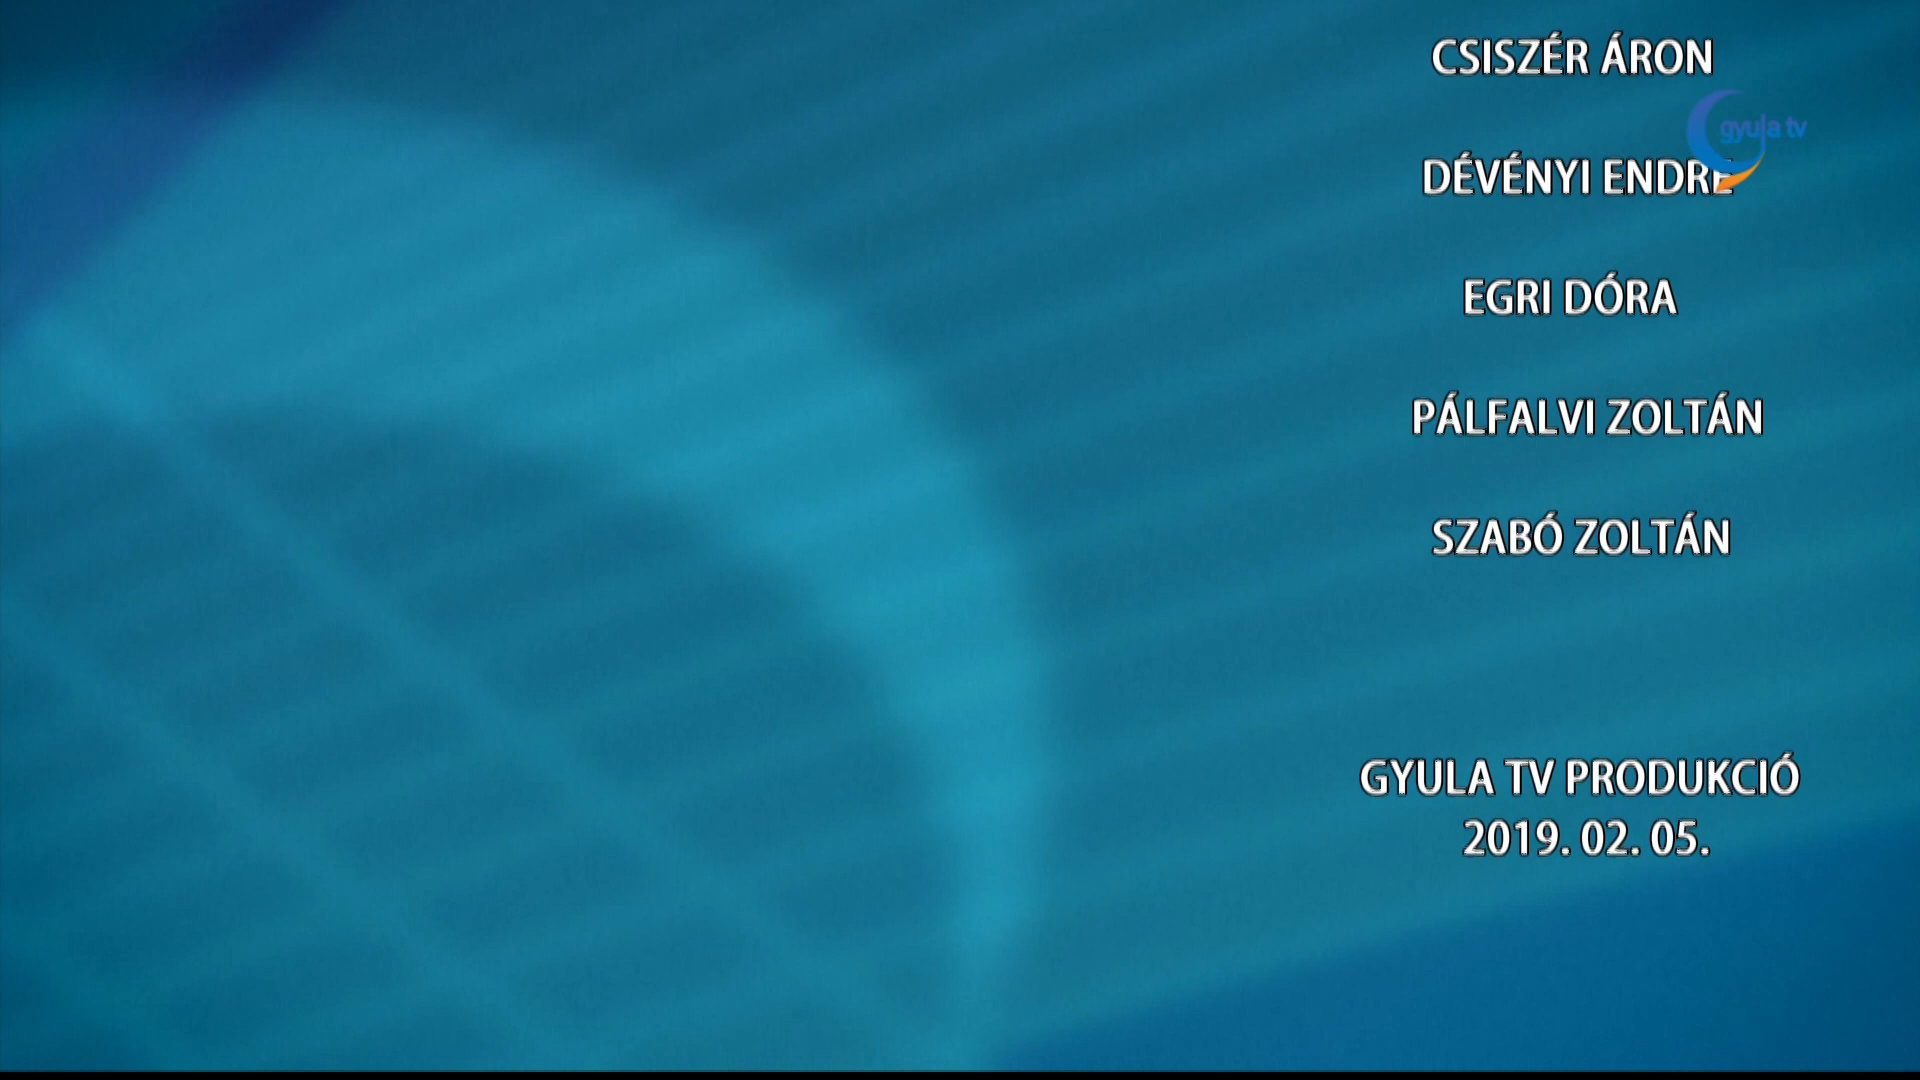 CSISZÉR ÁRON
gyula tv
DÉVÉNYI ENDRE
EGRI DÓRA
PÁLFALVI ZOLTÁN
SZABÓ ZOLTÁN
GYULA TV PRODUKCIÓ
2019. 02. 05.